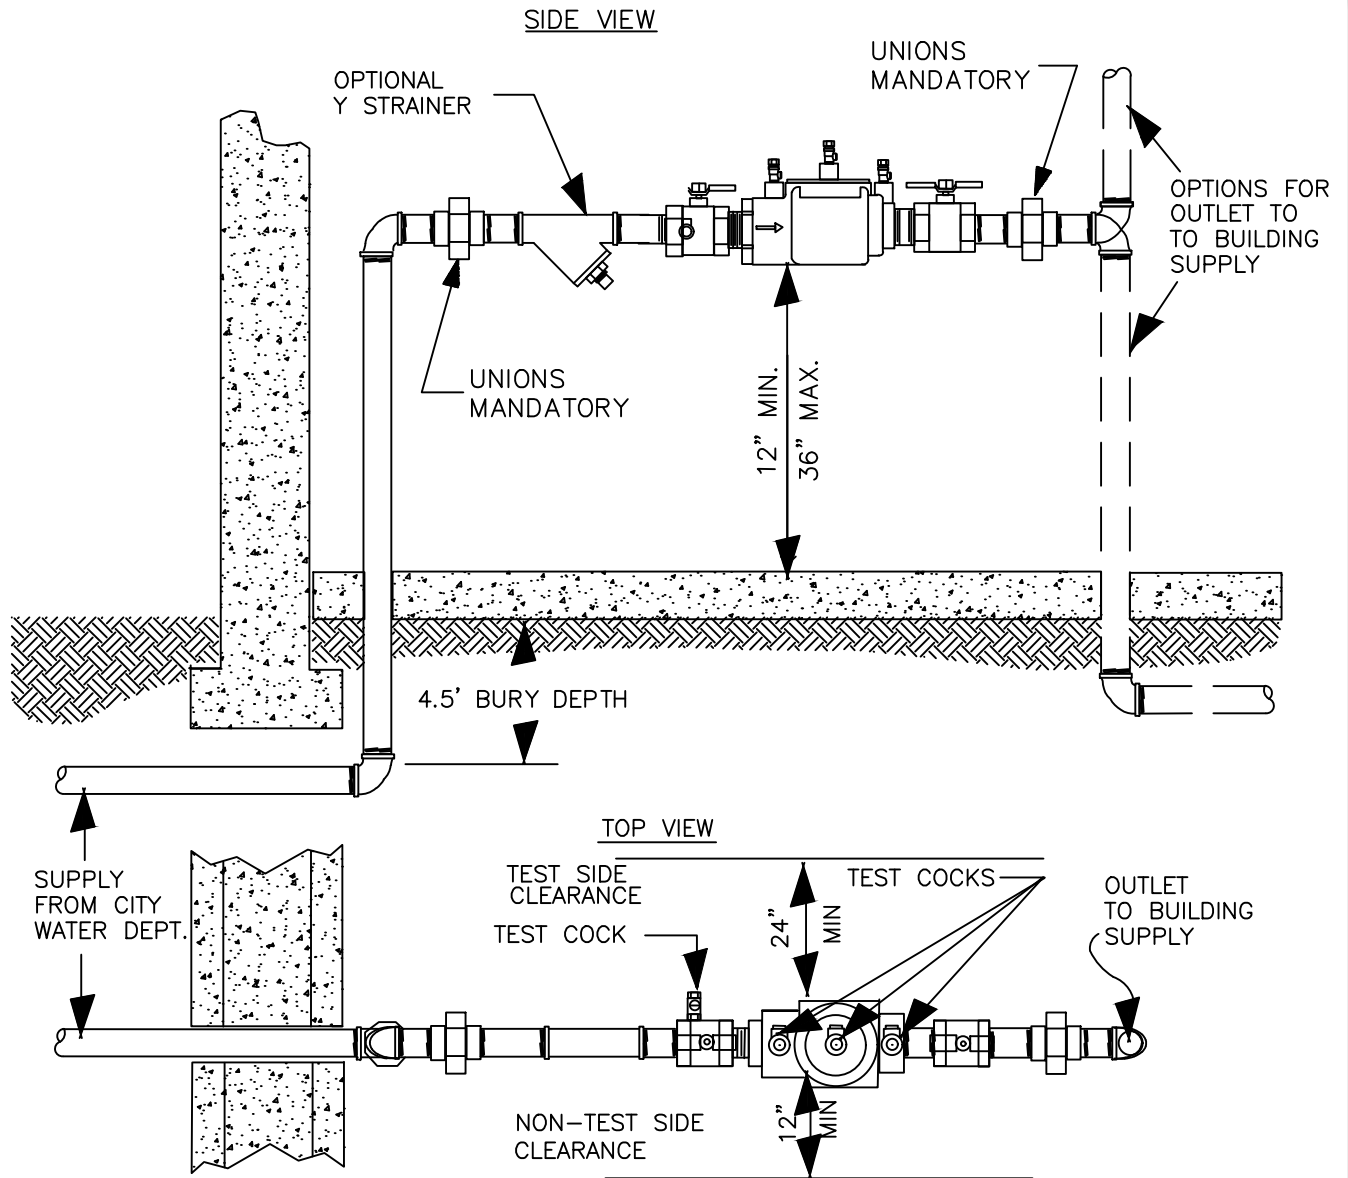 SIDE VIEW
OPTIONAL
Y STRAINER
UNIONS
MANDATORY
OPTIONS FOR
OUTLET TO
TO BUILDING
SUPPLY
UNIONS
MANDATORY
12" MIN.
36" MAX.
4.5' BURY DEPTH
TOP VIEW
SUPPLY
FROM CITY
WATER DEPT.
TEST SIDE
CLEARANCE
TEST COCK
24"
MIN
TEST COCKS
OUTLET
TO BUILDING
SUPPLY
NON-TEST SIDE
CLEARANCE
12"
MIN